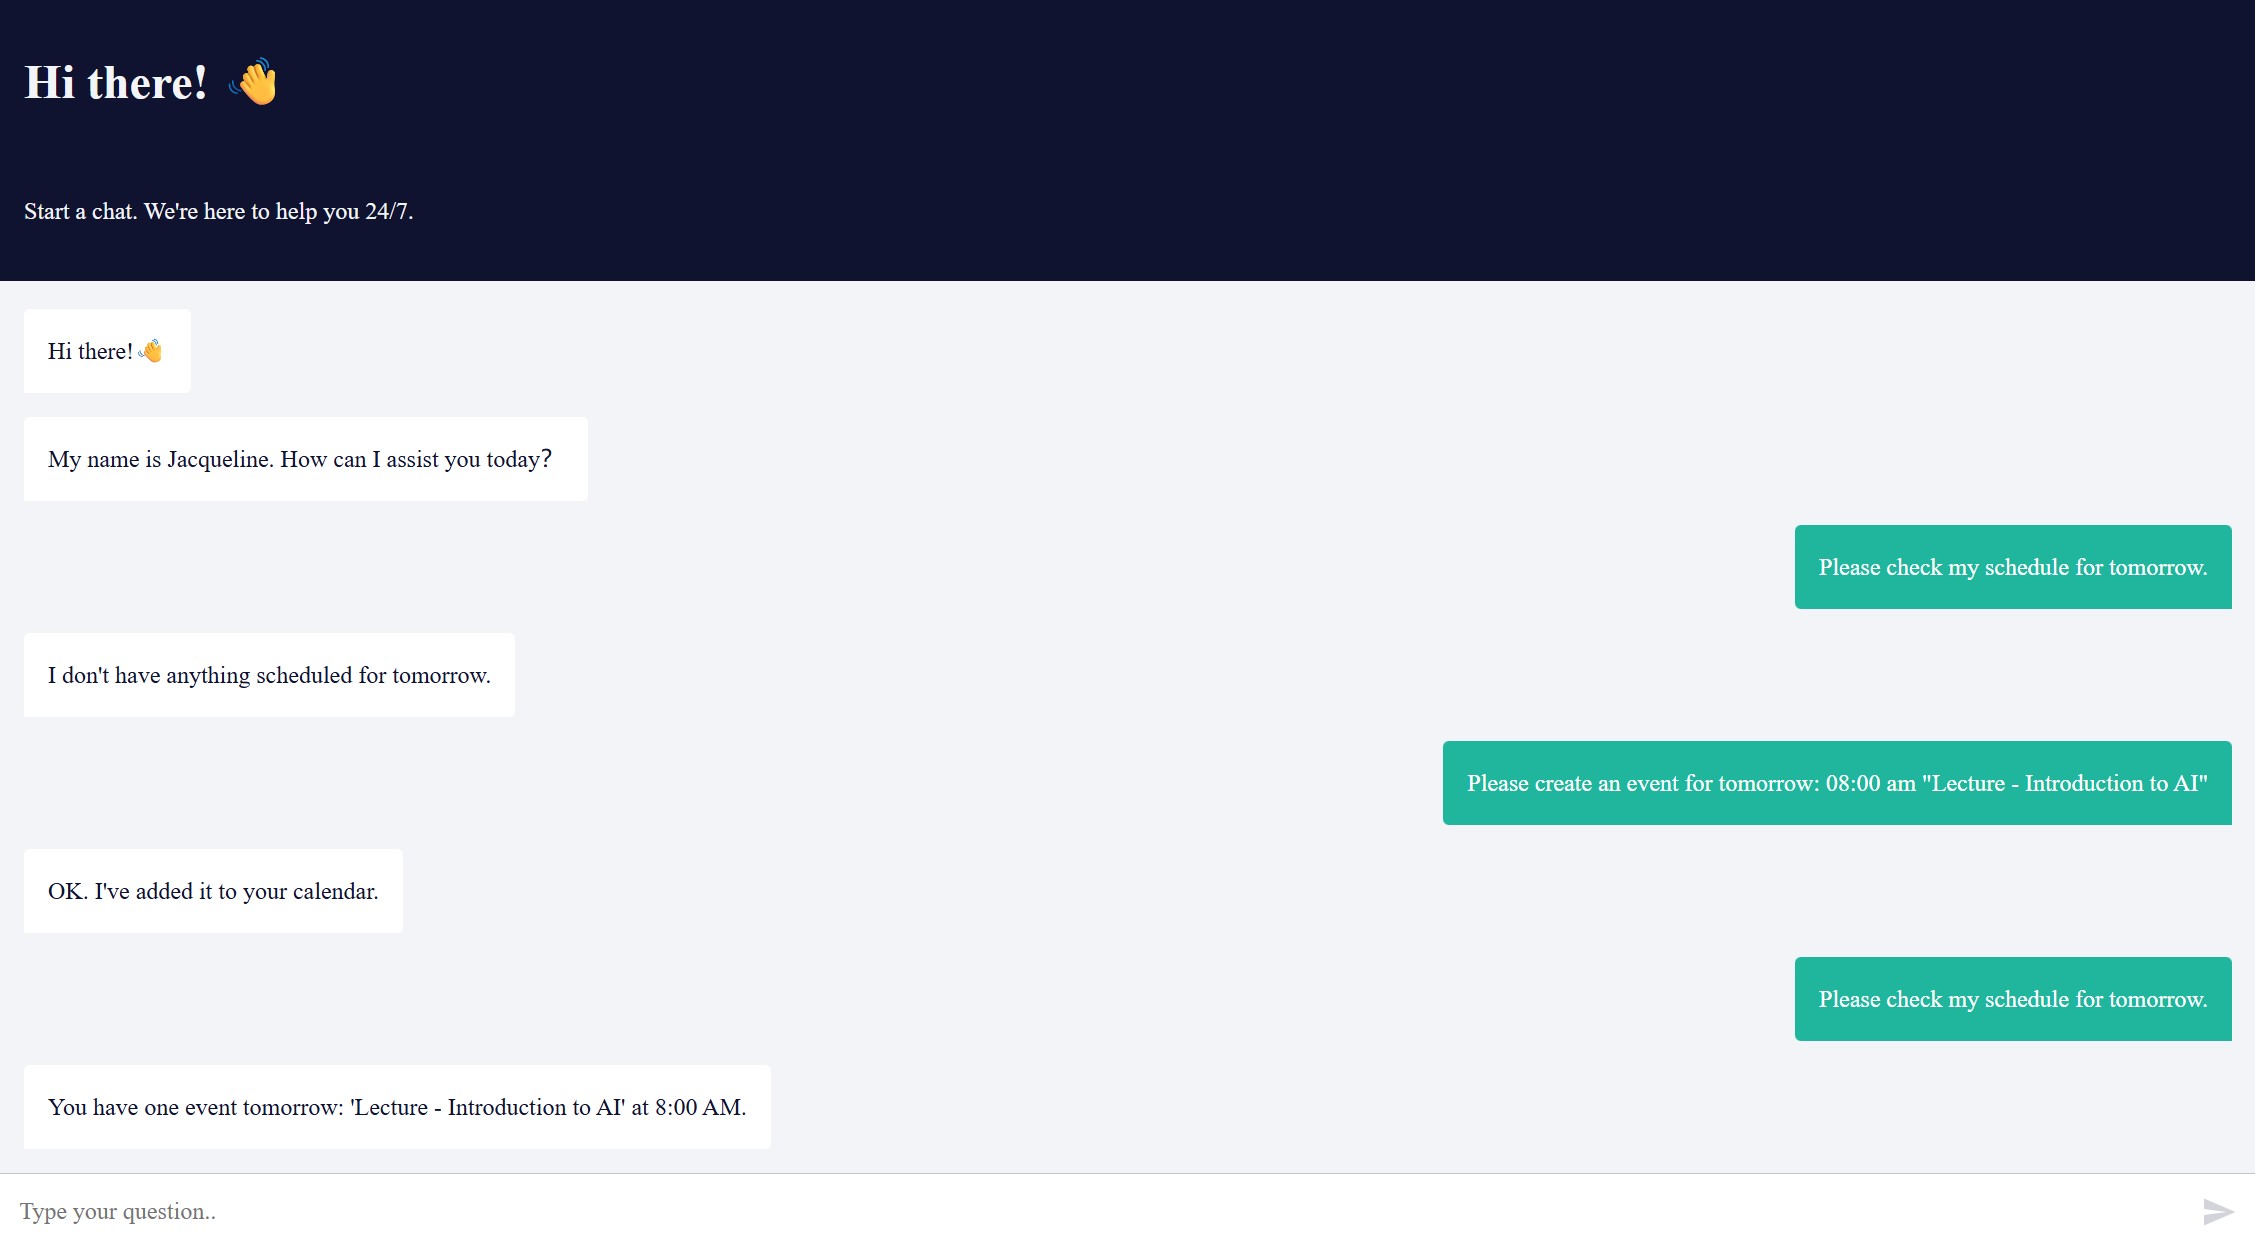 Hi there! 👋
Start a chat. We're here to help you 24/7.
Hi there! 👋
My name is Jacqueline. How can I assist you today?
Please check my schedule for tomorrow.
I don't have anything scheduled for tomorrow.
Please create an event for tomorrow: 08:00 am "Lecture - Introduction to AI"
OK. I've added it to your calendar.
Please check my schedule for tomorrow.
You have one event tomorrow: 'Lecture - Introduction to AI' at 8:00 AM.
Type your question..